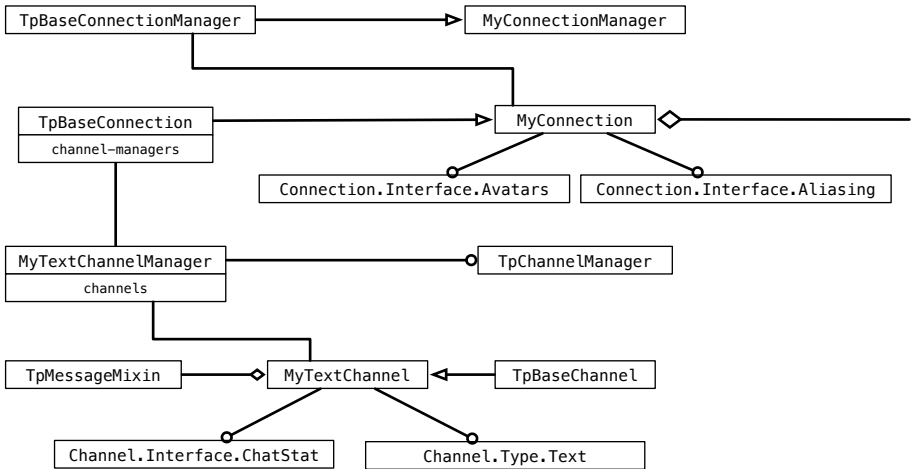 TpBaseConnectionManager
MyConnectionManager
TpBaseConnection
MyConnection
channel-managers
Connection.Interface.Avatars
Connection.Interface.Aliasing
MyTextChannelManager
TpChannelManager
channels
TpMessageMixin
MyTextChannel
TpBaseChannel
Channel.Interface.ChatStat
Channel.Type.Text